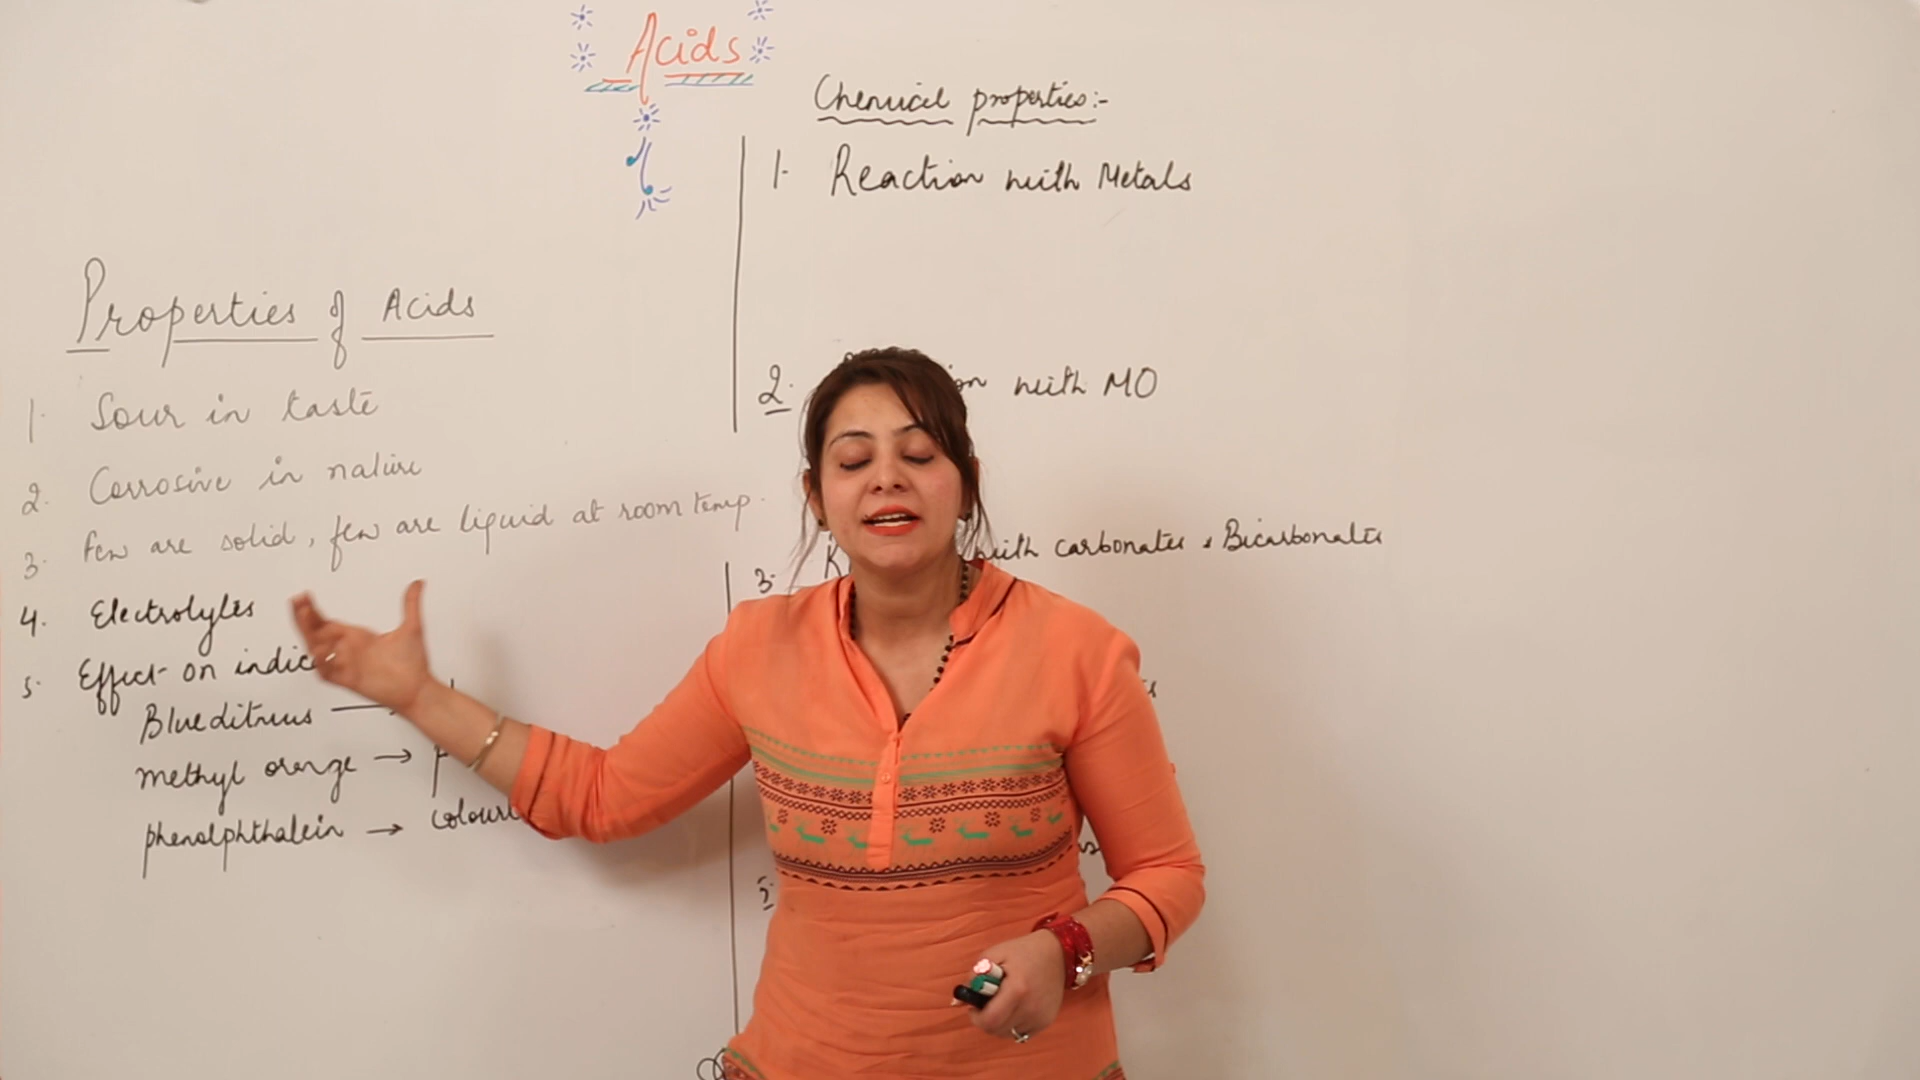 Acids
Properties of Acids
1. Sour in taste
2. Corrosive in nature
3. Few are solid, few are liquid at room temp.
4. Electrolytes
5. Effect on
Blue litmus →
methyl orange →
phenolphthalein →
Chemical properties:-
1. Reaction with Metals
2. with MO
3. with carbonates & Bicarbonates
5.